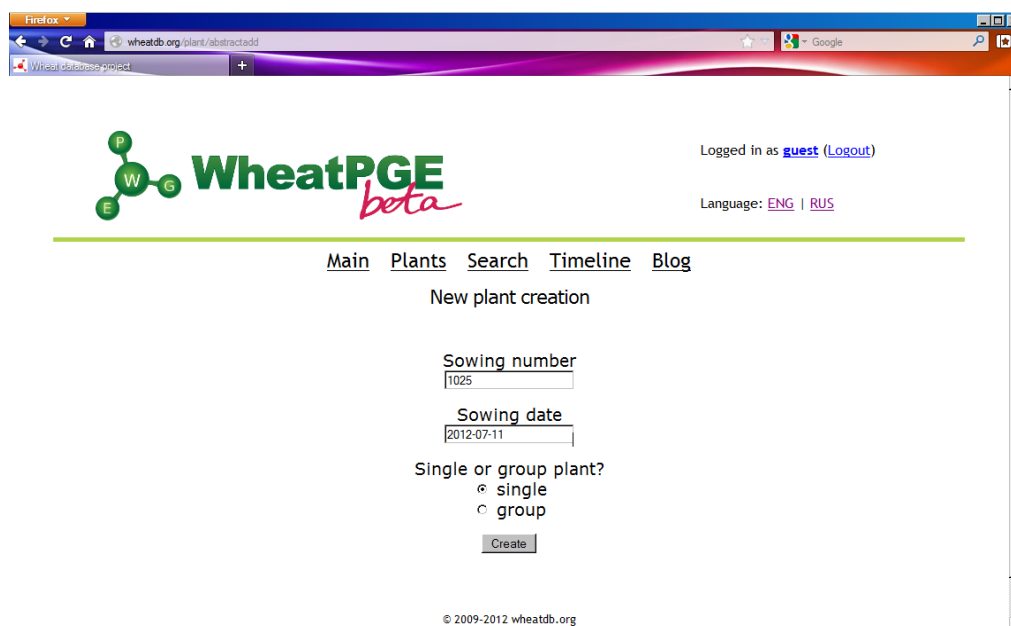 Firefox
wheatdb.org/plant/abstractadd
Google
Wheat database project
+
P
W
G
E
WheatPGE
beta
Logged in as guest (Logout)
Language: ENG | RUS
Main Plants Search Timeline Blog
New plant creation
Sowing number
1025
Sowing date
2012-07-11
Single or group plant?
single
group
Create
© 2009-2012 wheatdb.org